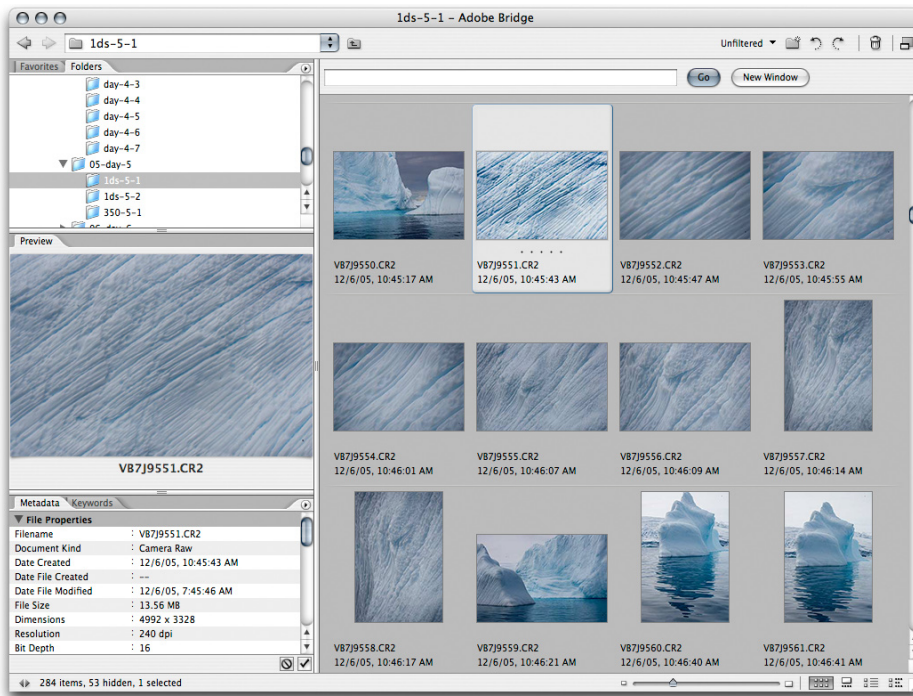 1ds-5-1 – Adobe Bridge
1ds-5-1
Unfiltered
Favorites Folders
Go New Window
day-4-3
day-4-4
day-4-5
day-4-6
day-4-7
05-day-5
1ds-5-1
1ds-5-2
350-5-1
Preview
VB7J9551.CR2
Metadata Keywords
File Properties
Filename : VB7J9551.CR2
Document Kind : Camera Raw
Date Created : 12/6/05, 10:45:43 AM
Date File Created : --
Date File Modified : 12/6/05, 7:45:46 AM
File Size : 13.56 MB
Dimensions : 4992 x 3328
Resolution : 240 dpi
Bit Depth : 16
VB7J9550.CR2 VB7J9551.CR2 VB7J9552.CR2 VB7J9553.CR2
12/6/05, 10:45:17 AM 12/6/05, 10:45:43 AM 12/6/05, 10:45:47 AM 12/6/05, 10:45:55 AM
VB7J9554.CR2 VB7J9555.CR2 VB7J9556.CR2 VB7J9557.CR2
12/6/05, 10:46:01 AM 12/6/05, 10:46:07 AM 12/6/05, 10:46:09 AM 12/6/05, 10:46:14 AM
VB7J9558.CR2 VB7J9559.CR2 VB7J9560.CR2 VB7J9561.CR2
12/6/05, 10:46:17 AM 12/6/05, 10:46:21 AM 12/6/05, 10:46:40 AM 12/6/05, 10:46:41 AM
284 items, 53 hidden, 1 selected